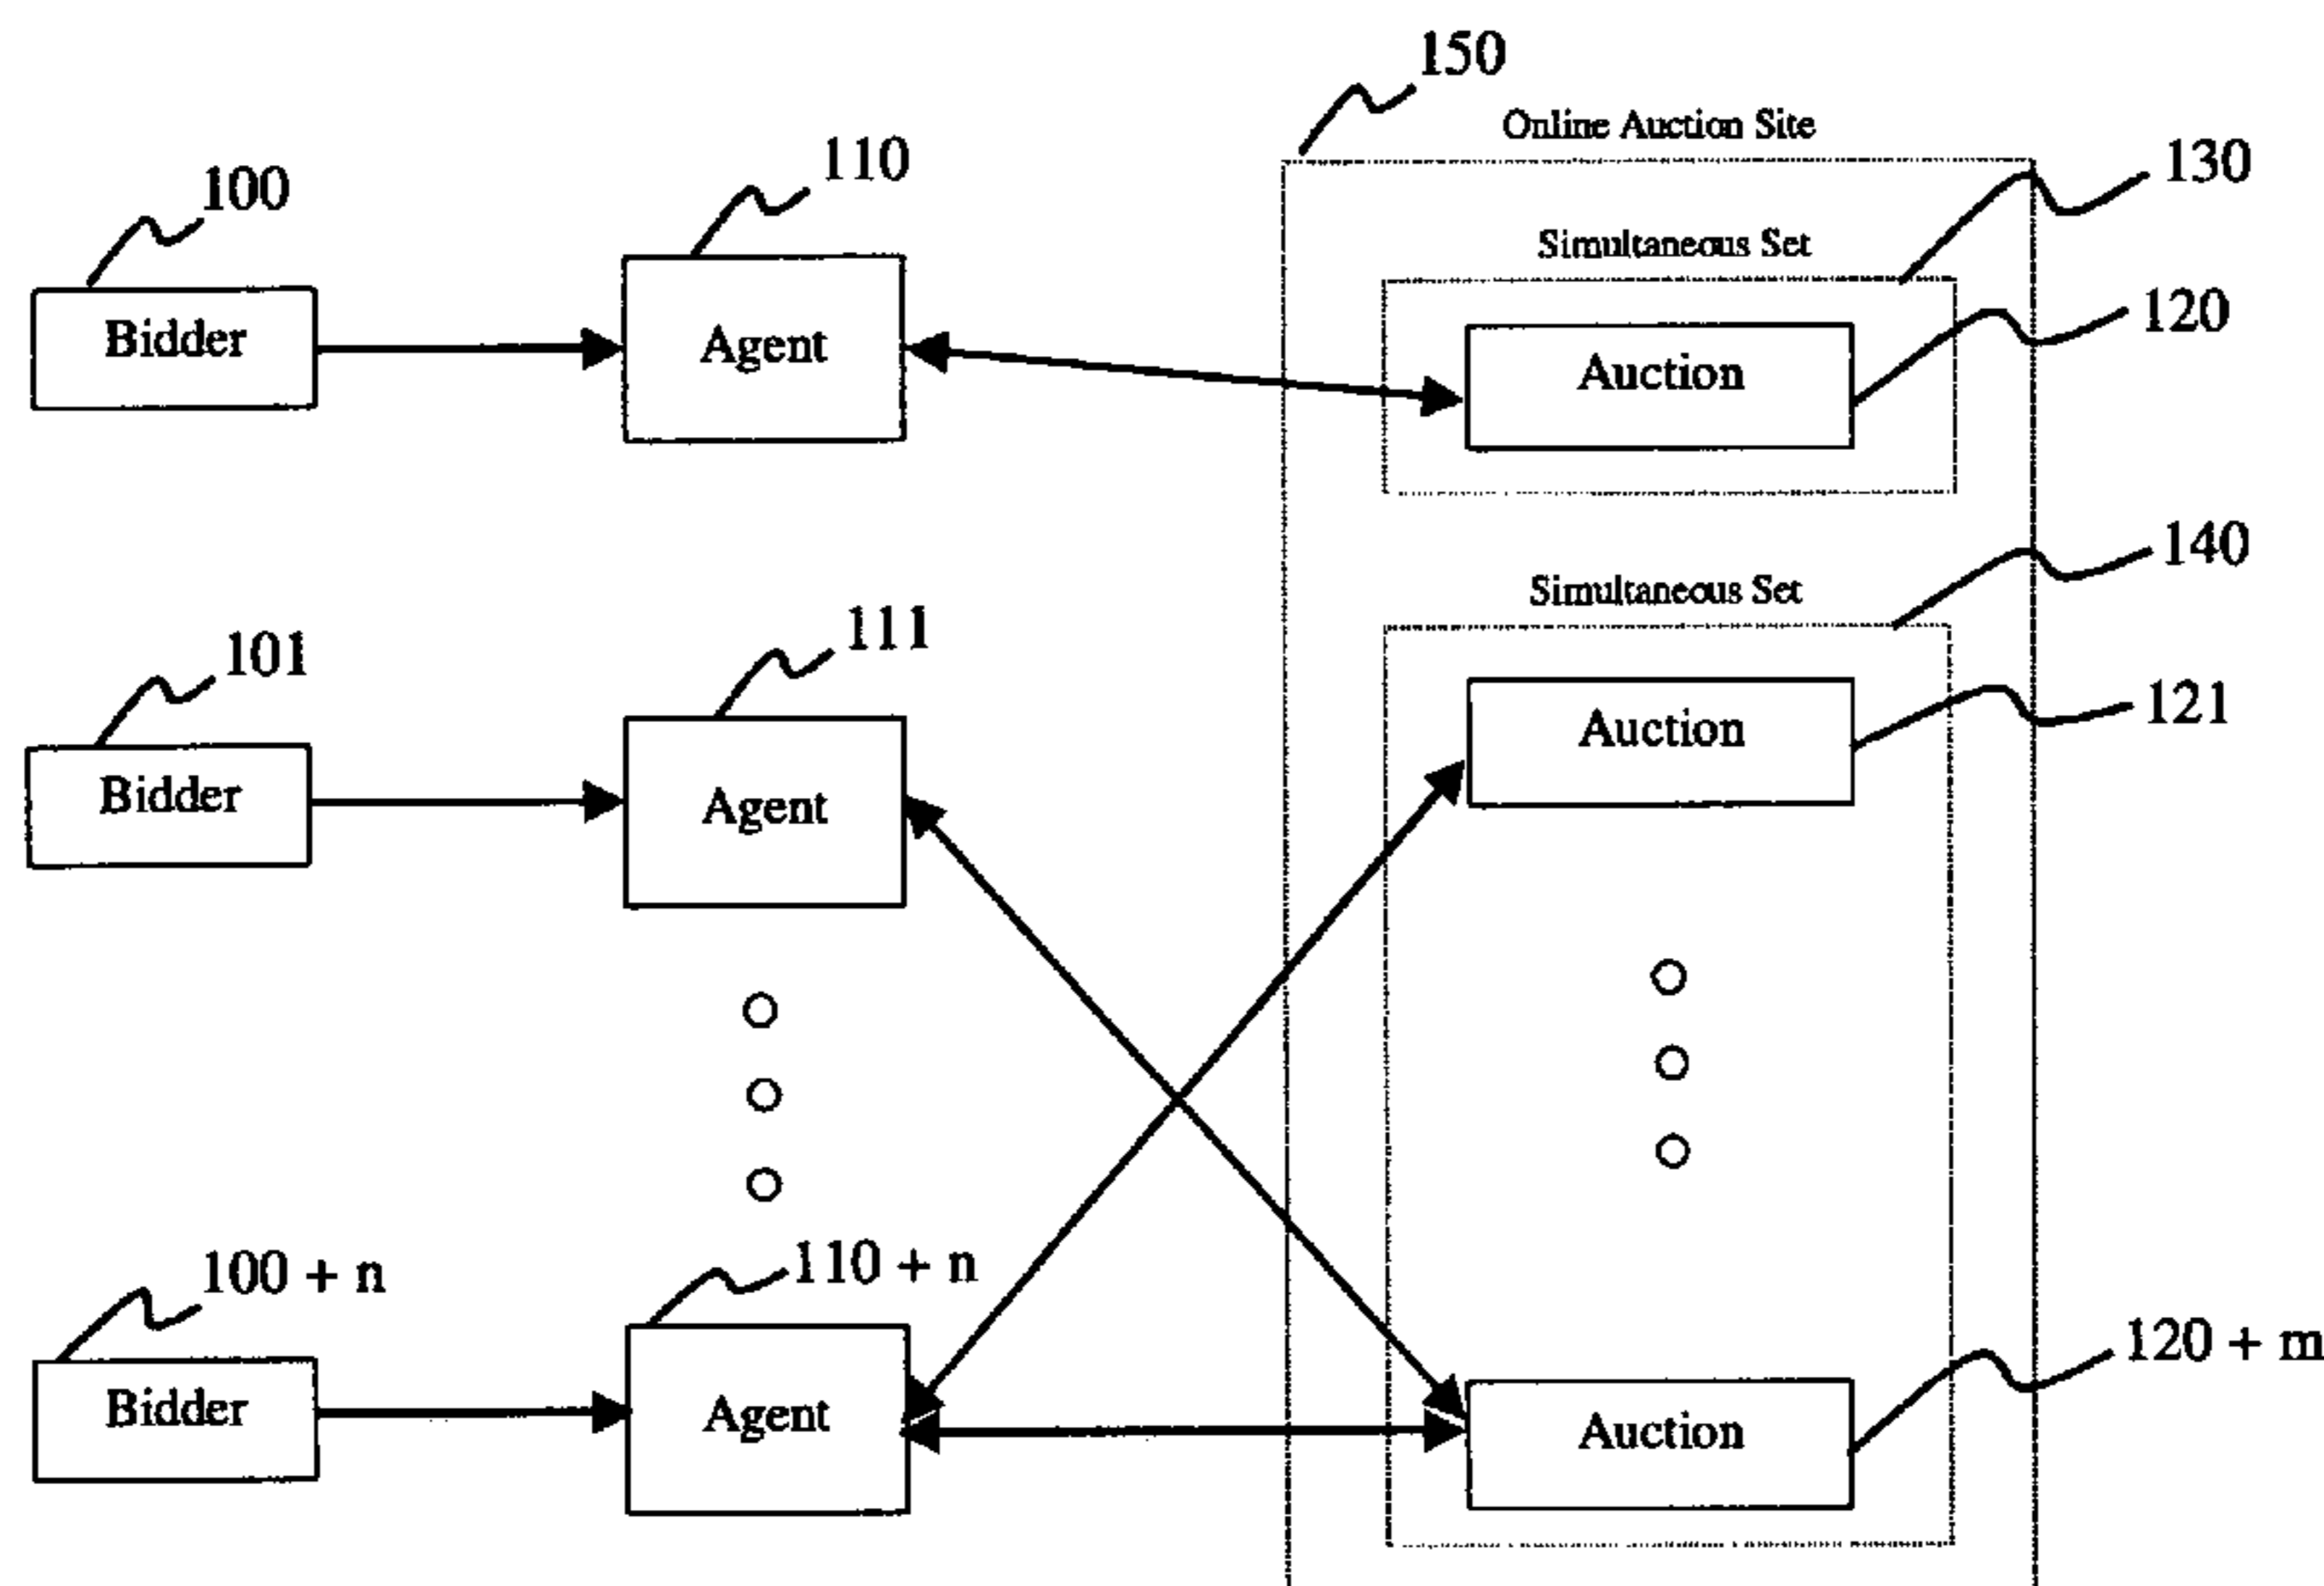 150
Online Auction Site
110
130
100
Simultaneous Set
120
Bidder
Agent
Auction
140
Simultaneous Set
111
101
121
Auction
Bidder
Agent
100 + n
110 + n
120 + m
Bidder
Agent
Auction